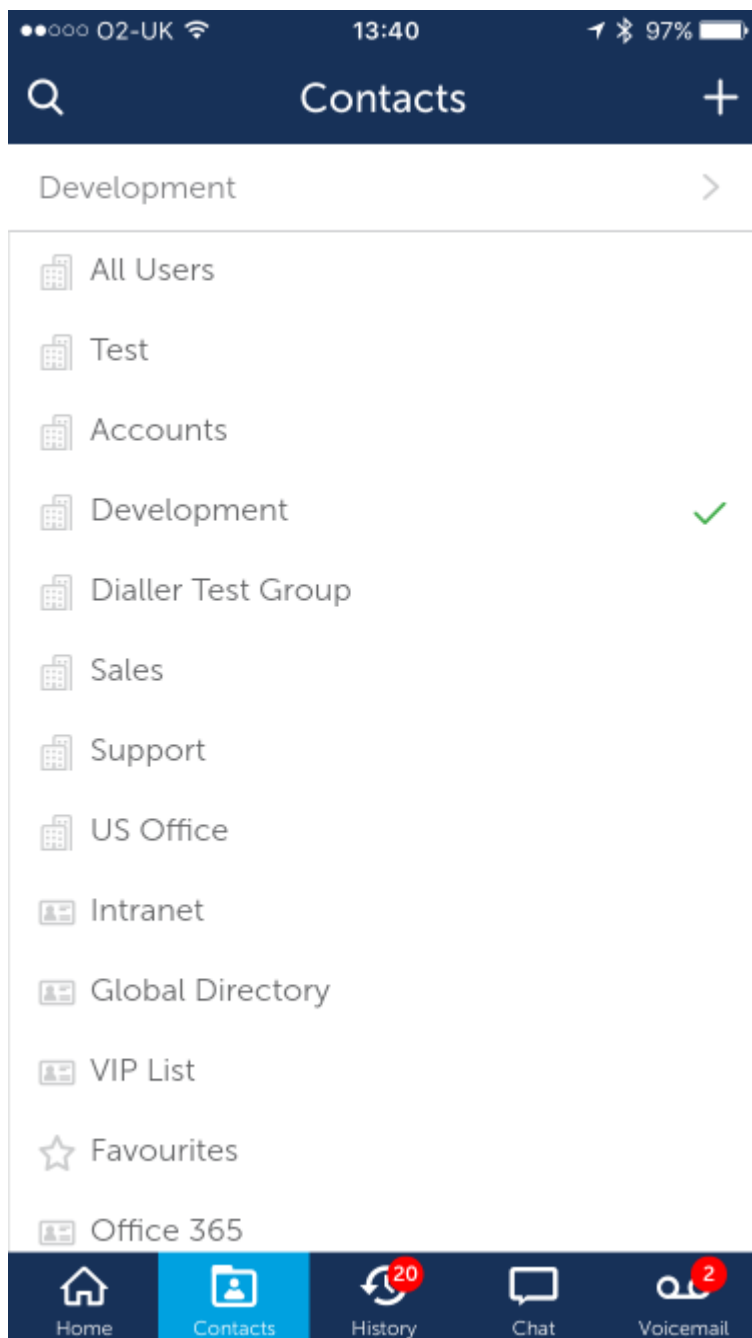 O2-UK 13:40 97%
Contacts
Development
All Users
Test
Accounts
Development
Dialler Test Group
Sales
Support
US Office
Intranet
Global Directory
VIP List
Favourites
Office 365
20 2
Home Contacts History Chat Voicemail